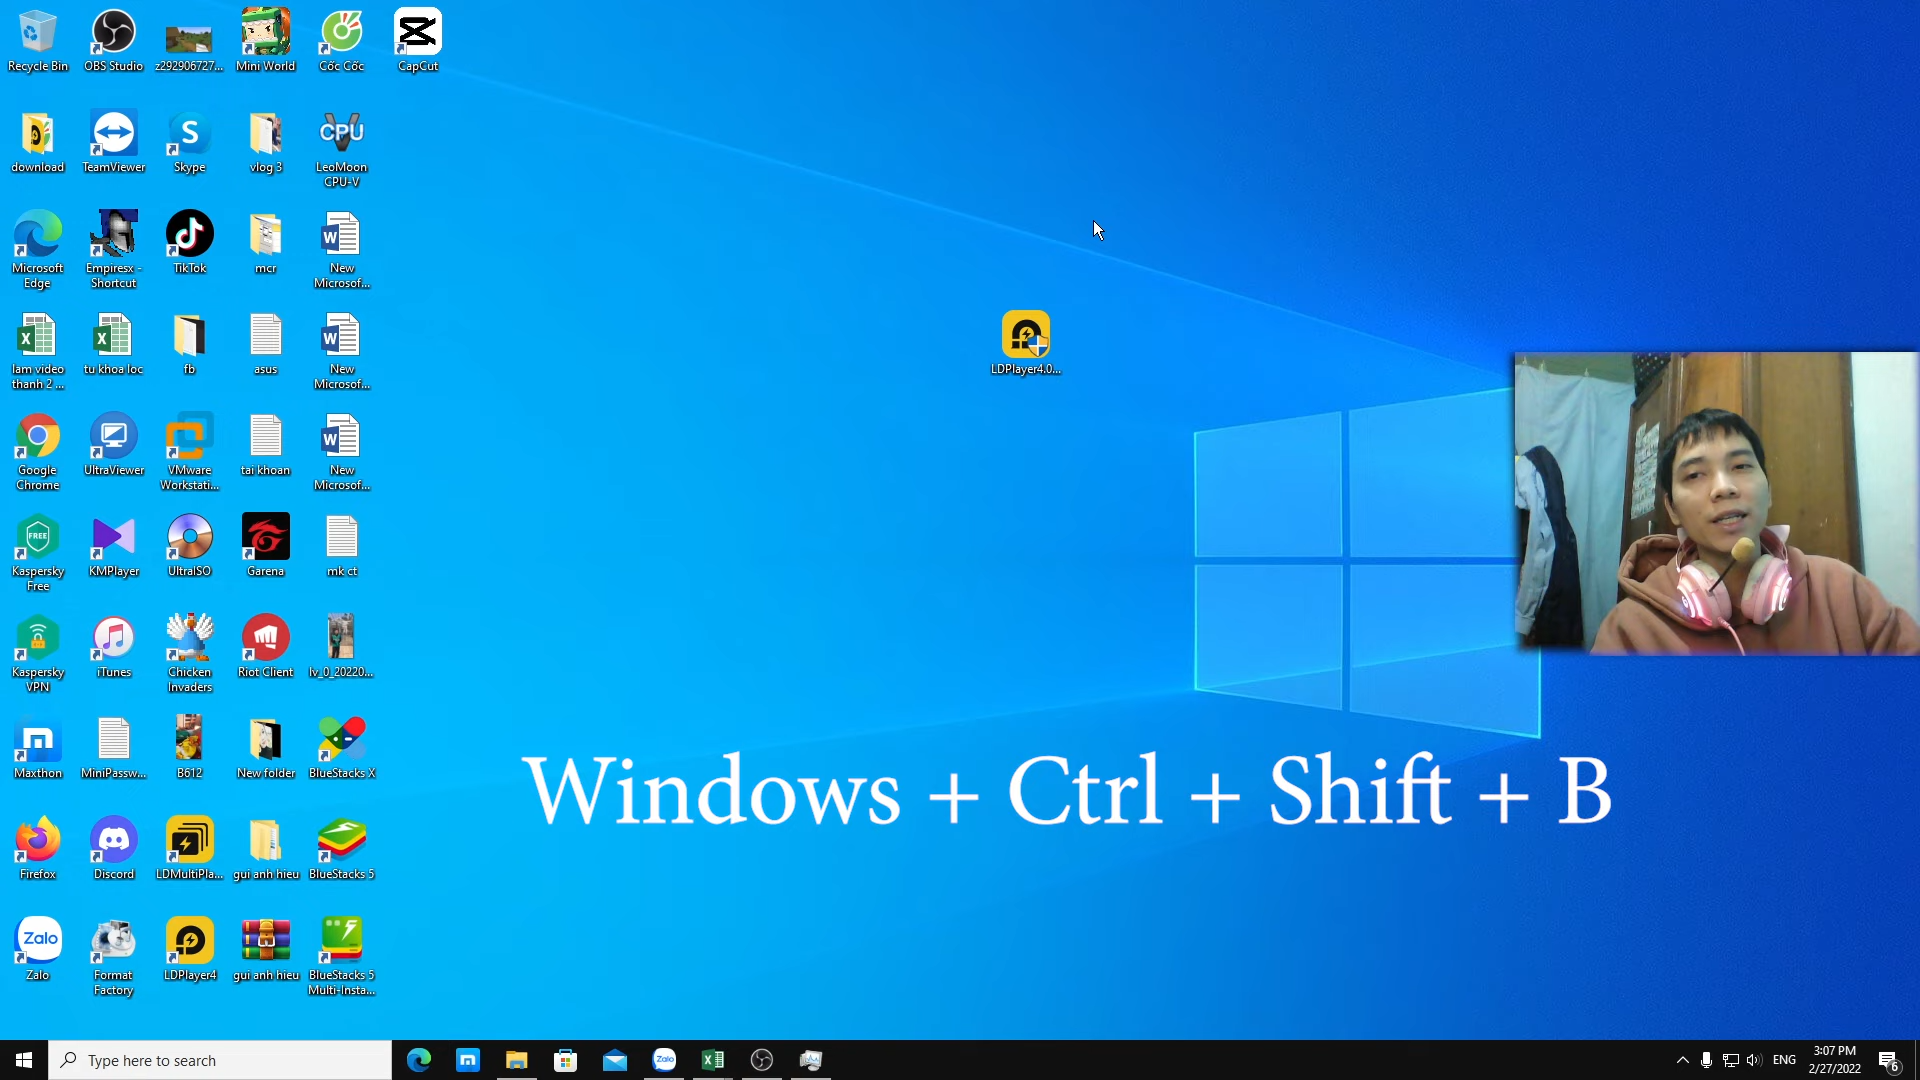 Recycle Bin
OBS Studio
z292906727...
Mini World
Cốc Cốc
CapCut
download
TeamViewer
Skype
vlog 3
CPU
LeoMoon
CPU-V
Microsoft
Edge
Empiresx -
Shortcut
TikTok
mcr
New
Microsof...
lam video
thanh 2 ...
tu khoa loc
fb
asus
New
Microsof...
LDPlayer4.0...
Google
Chrome
UltraViewer
VMware
Workstati...
tai khoan
New
Microsof...
FREE
Kaspersky
Free
KMPlayer
UltraISO
Garena
mk ct
Kaspersky
VPN
iTunes
Chicken
Invaders
Riot Client
lv_0_20220...
Maxthon
MiniPassw...
B612
New folder
BlueStacks X
Windows + Ctrl + Shift + B
Firefox
Discord
LDMultiPla...
gui anh hieu
BlueStacks 5
Zalo
Zalo
Format
Factory
LDPlayer4
gui anh hieu
BlueStacks 5
Multi-Insta...
Type here to search
Zalo
ENG
3:07 PM
2/27/2022
6